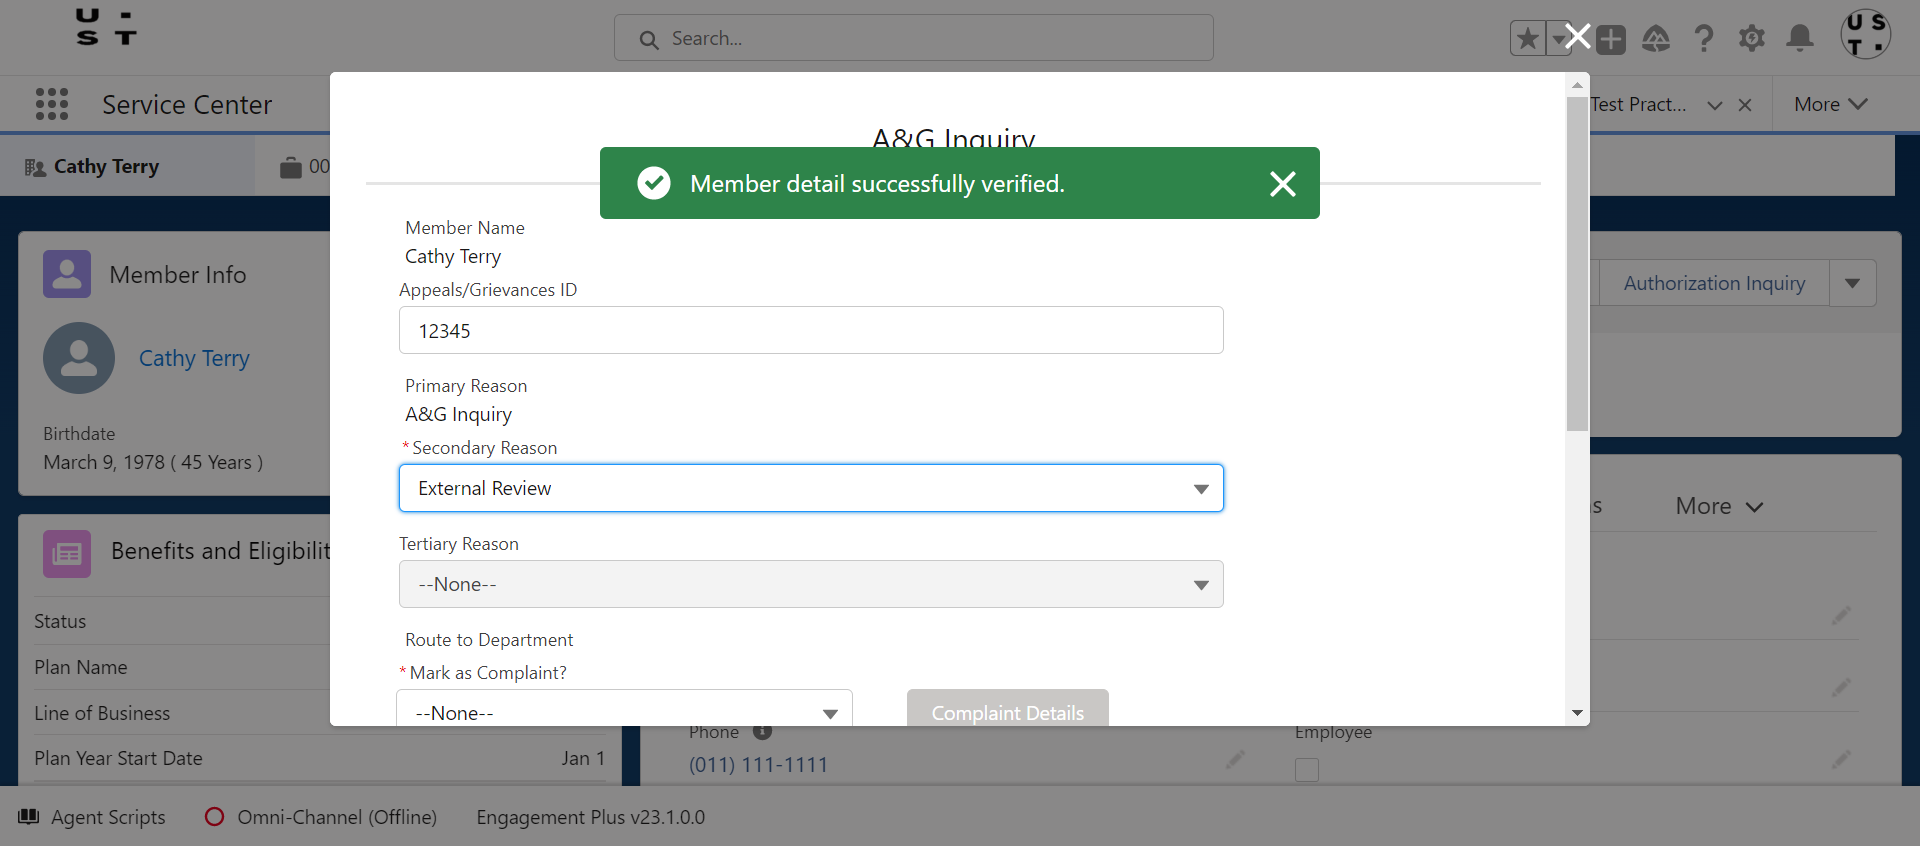 U
S T
Search...
U S
T
Service Center
Test Pract...
More
Cathy Terry
00
A&G Inquiry
Member detail successfully verified.
Member Name
Cathy Terry
Appeals/Grievances ID
12345
Primary Reason
A&G Inquiry
*Secondary Reason
External Review
Tertiary Reason
--None--
Route to Department
*Mark as Complaint?
--None--
Complaint Details
Member Info
Cathy Terry
Birthdate
March 9, 1978 ( 45 Years )
Authorization Inquiry
Benefits and Eligibilit
s
More
Status
Plan Name
Line of Business
Plan Year Start Date
Jan 1
Phone
(011) 111-1111
Employee
Agent Scripts
Omni-Channel (Offline)
Engagement Plus v23.1.0.0